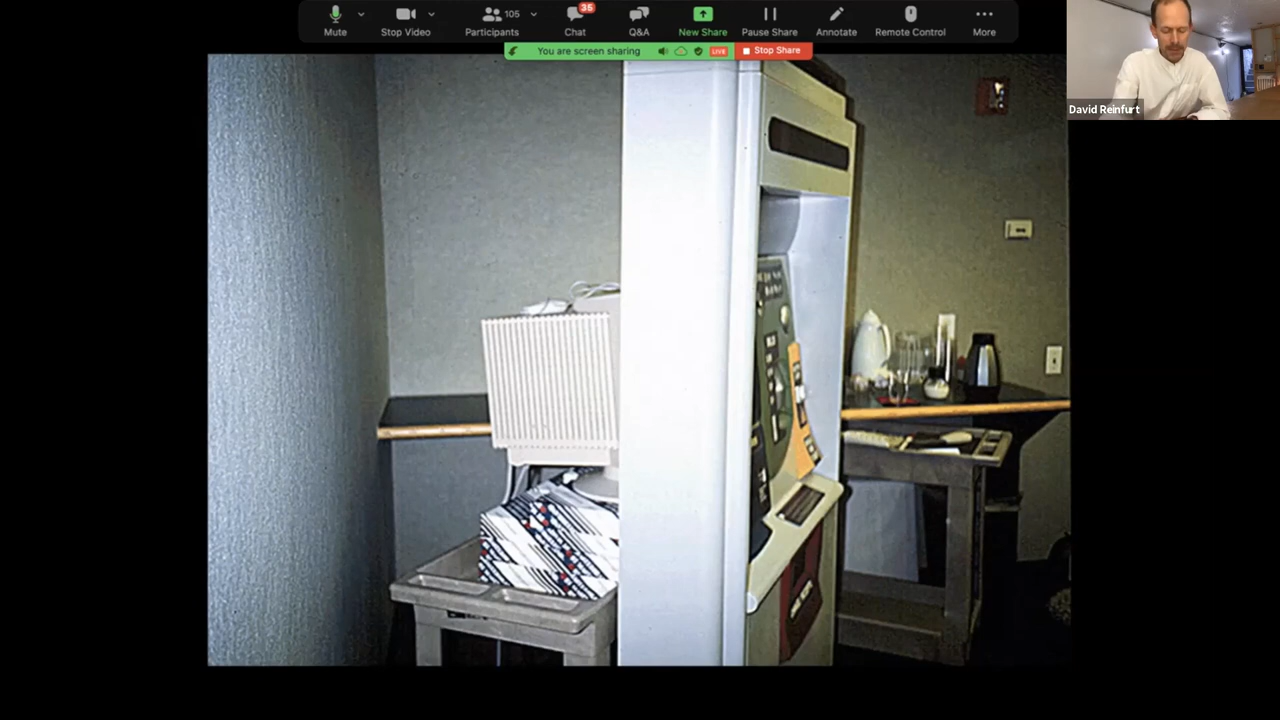 35
105
Mute
Stop Video
Participants
Chat
Q&A
New Share
Pause Share
Annotate
Remote Control
More
You are screen sharing
LIVE
Stop Share
David Reinfurt